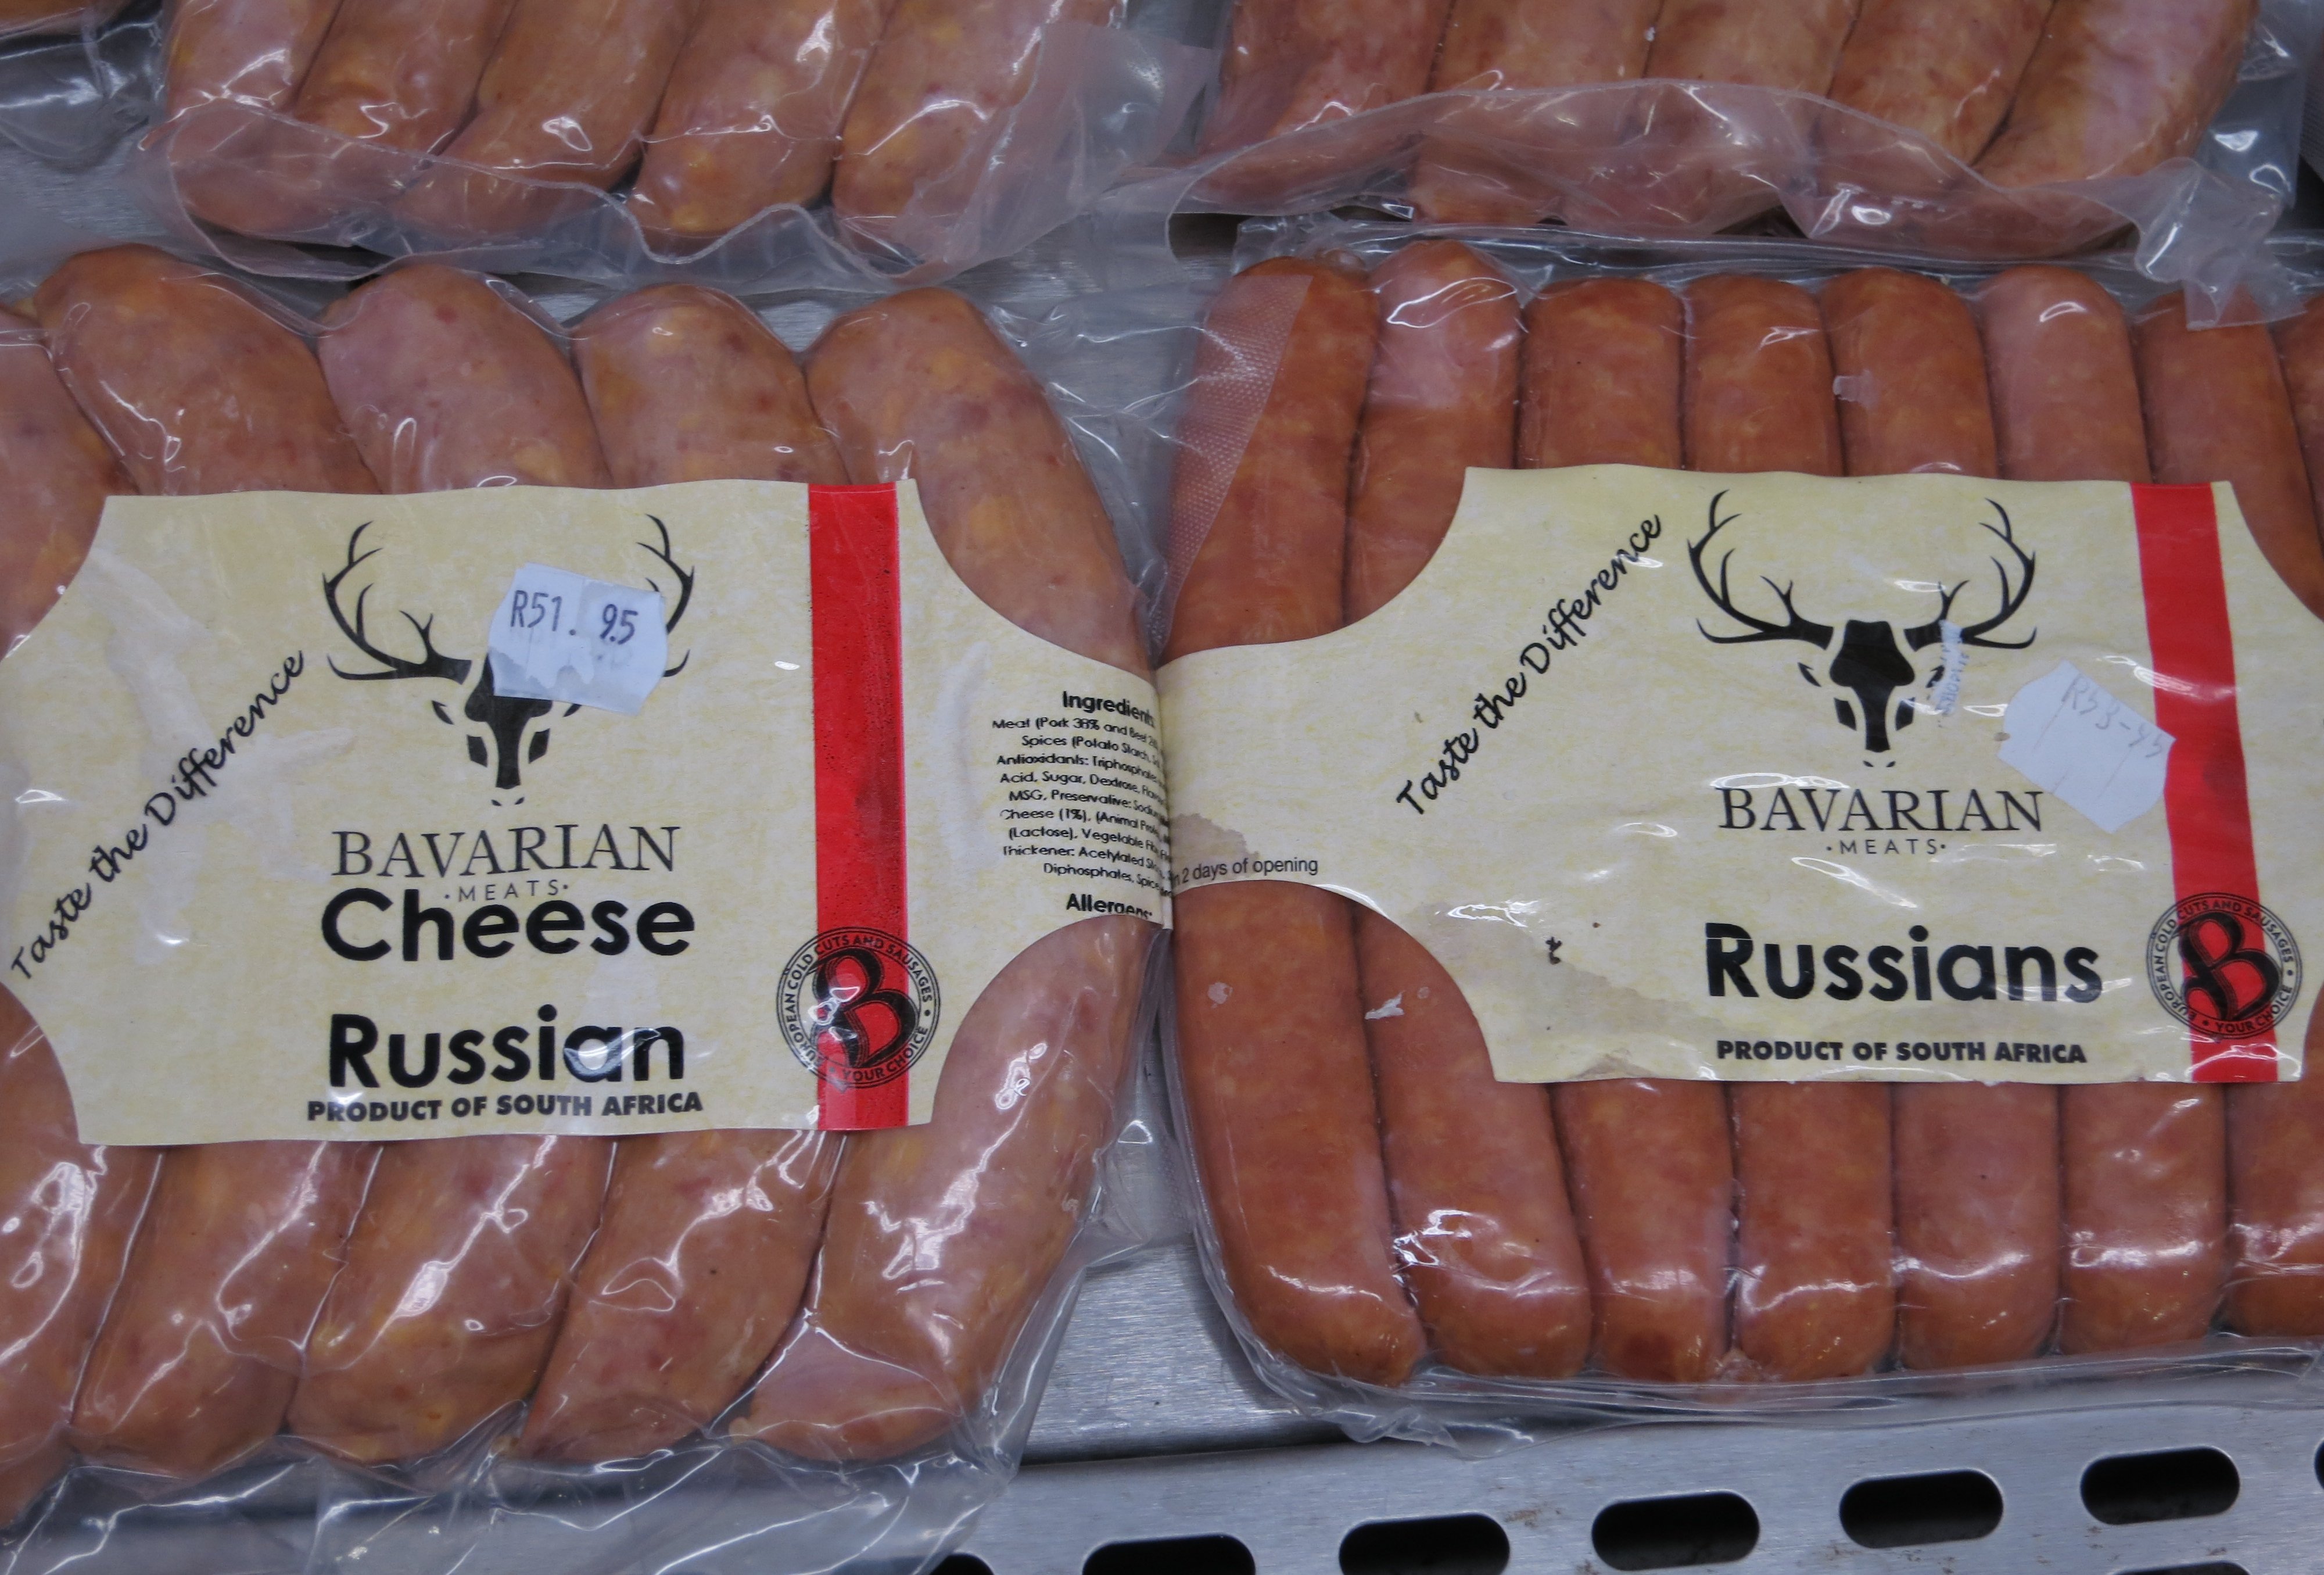 Taste the Difference
R51. 95
BAVARIAN
·MEATS·
Cheese
Russian
PRODUCT OF SOUTH AFRICA
EUROPEAN COLD CUTS AND SAUSAGES
• YOUR CHOICE •
B
Ingredients
Meat (Pork 38% and Beef
Spices (Potato Starch,
Antioxidants: Triphosphate
Acid, Sugar, Dextrose,
MSG, Preservative:
Cheese (1%), (Animal
(Lactose), Vegetable
Thickener: Acetylated
Diphosphates,
Allergens:
2 days of opening
Taste the Difference
BAVARIAN
·MEATS·
Russians
PRODUCT OF SOUTH AFRICA
EUROPEAN COLD CUTS AND SAUSAGES
• YOUR CHOICE •
B